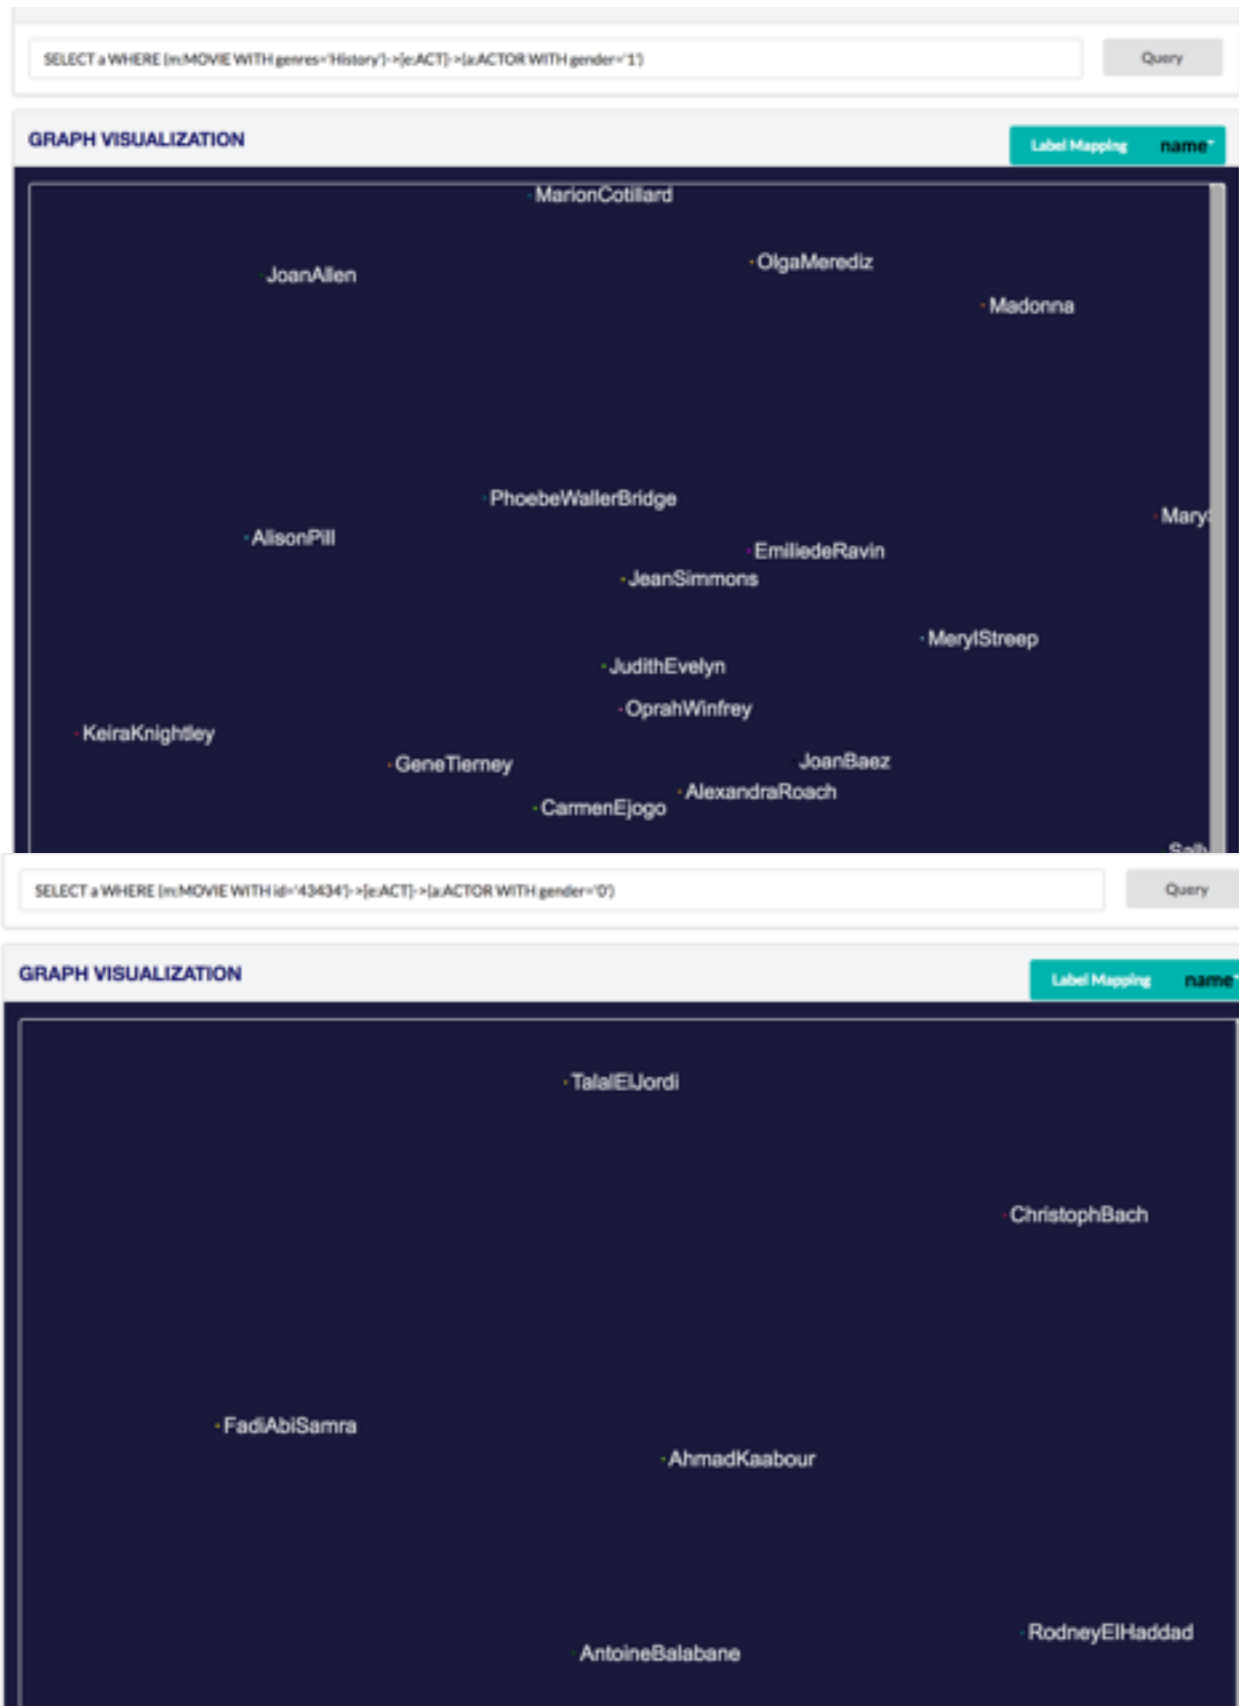 SELECT a WHERE {m:MOVIE WITH genres='History'}->[e:ACT]->{a:ACTOR WITH gender='1'}
Query
GRAPH VISUALIZATION
Label Mapping name
MarionCotillard
OlgaMerediz
JoanAllen
Madonna
PhoebeWallerBridge
Mary
AlisonPill
EmiliedeRavin
JeanSimmons
MerylStreep
JudithEvelyn
OprahWinfrey
KeiraKnightley
GeneTierney
JoanBaez
AlexandraRoach
CarmenEjogo
SELECT a WHERE {m:MOVIE WITH id='43434'}->[e:ACT]->{a:ACTOR WITH gender='0'}
Query
GRAPH VISUALIZATION
Label Mapping name
TalalElJordi
ChristophBach
FadiAbiSamra
AhmadKaabour
RodneyElHaddad
AntoineBalabane